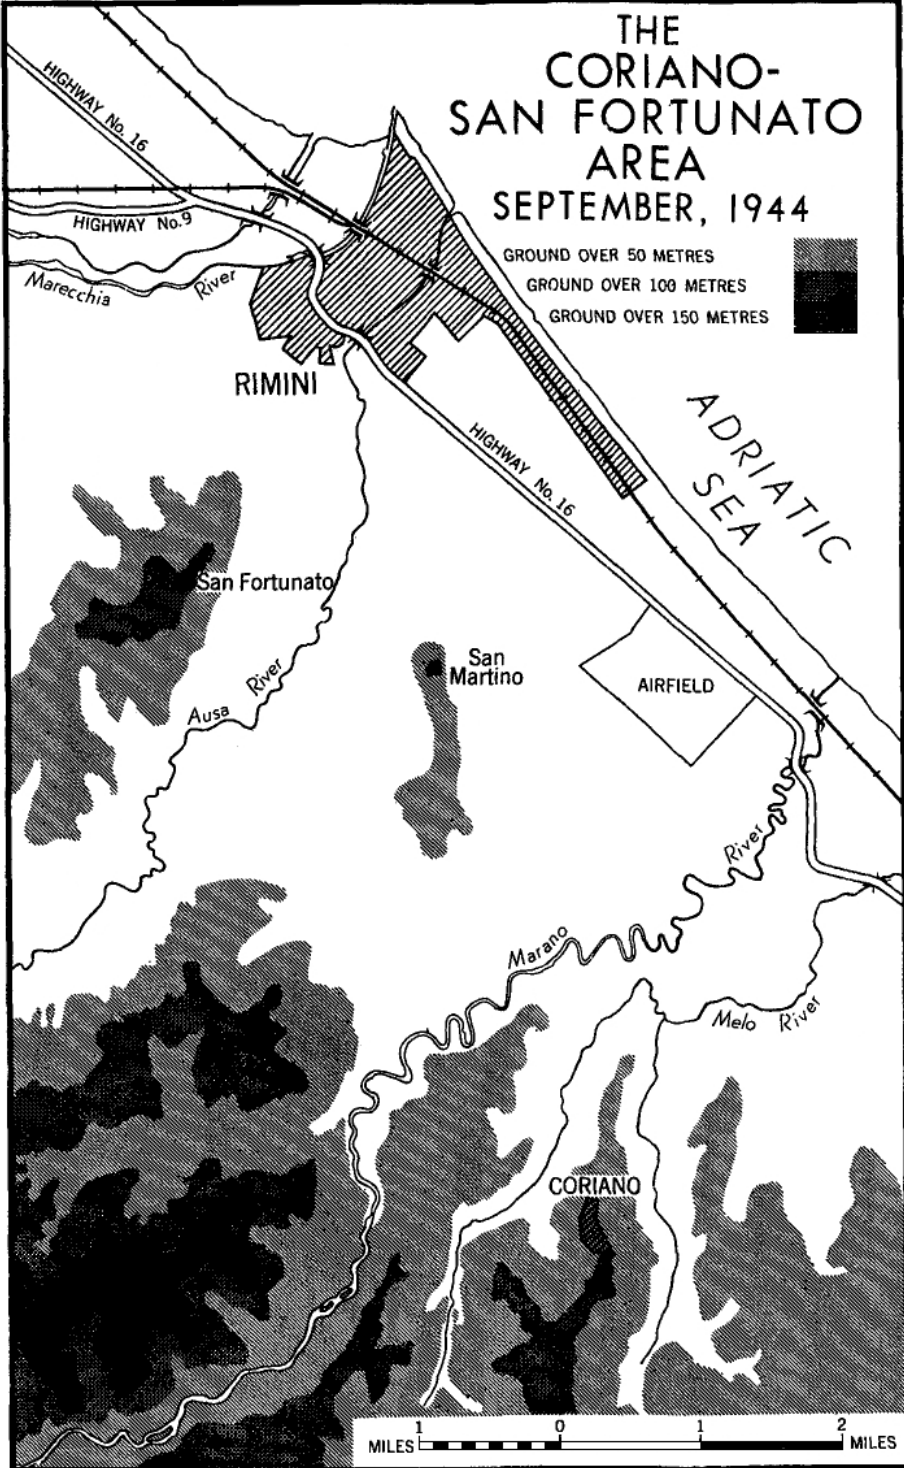 THE
CORIANO-
SAN FORTUNATO
AREA
SEPTEMBER, 1944
GROUND OVER 50 METRES
GROUND OVER 100 METRES
GROUND OVER 150 METRES
HIGHWAY No. 16
HIGHWAY No. 9
Marecchia River
RIMINI
ADRIATIC
SEA
HIGHWAY No. 16
San Fortunato
San
Martino
AIRFIELD
Ausa River
Marano River
Melo River
CORIANO
1 0 1 2
MILES MILES